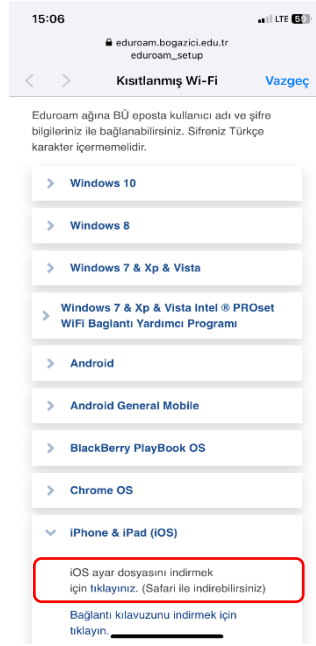 15:06
LTE
eduroam.bogazici.edu.tr
eduroam_setup
Kısıtlanmış Wi-Fi
Vazgeç
Eduroam ağına BÜ eposta kullanıcı adı ve şifre
bilgileriniz ile bağlanabilirsiniz. Sifreniz Türkçe
karakter içermemelidir.
Windows 10
Windows 8
Windows 7 & Xp & Vista
Windows 7 & Xp & Vista Intel ® PROset
WiFi Baglantı Yardımcı Programı
Android
Android General Mobile
BlackBerry PlayBook OS
Chrome OS
iPhone & iPad (iOS)
iOS ayar dosyasını indirmek
için tıklayınız. (Safari ile indirebilirsiniz)
Bağlantı kılavuzunu indirmek için
tıklayın.